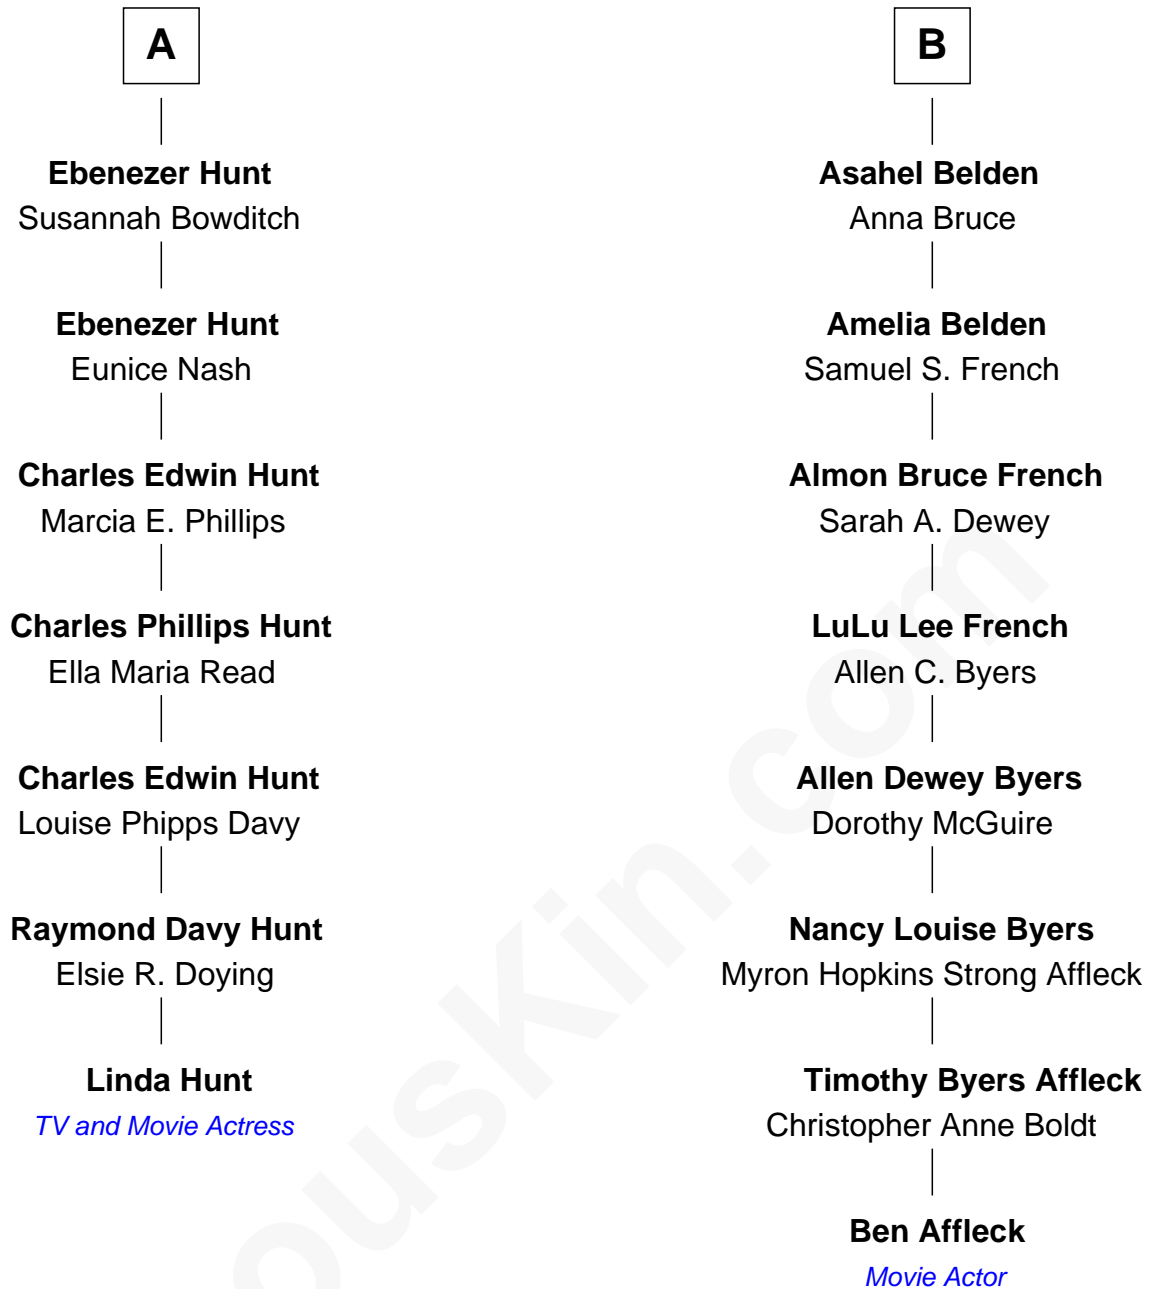 A
Ebenezer Hunt
Susannah Bowditch
Ebenezer Hunt
Eunice Nash
Charles Edwin Hunt
Marcia E. Phillips
Charles Phillips Hunt
Ella Maria Read
Charles Edwin Hunt
Louise Phipps Davy
Raymond Davy Hunt
Elsie R. Doying
Linda Hunt
TV and Movie Actress
B
Asahel Belden
Anna Bruce
Amelia Belden
Samuel S. French
Almon Bruce French
Sarah A. Dewey
LuLu Lee French
Allen C. Byers
Allen Dewey Byers
Dorothy McGuire
Nancy Louise Byers
Myron Hopkins Strong Affleck
Timothy Byers Affleck
Christopher Anne Boldt
Ben Affleck
Movie Actor
ousKin.com